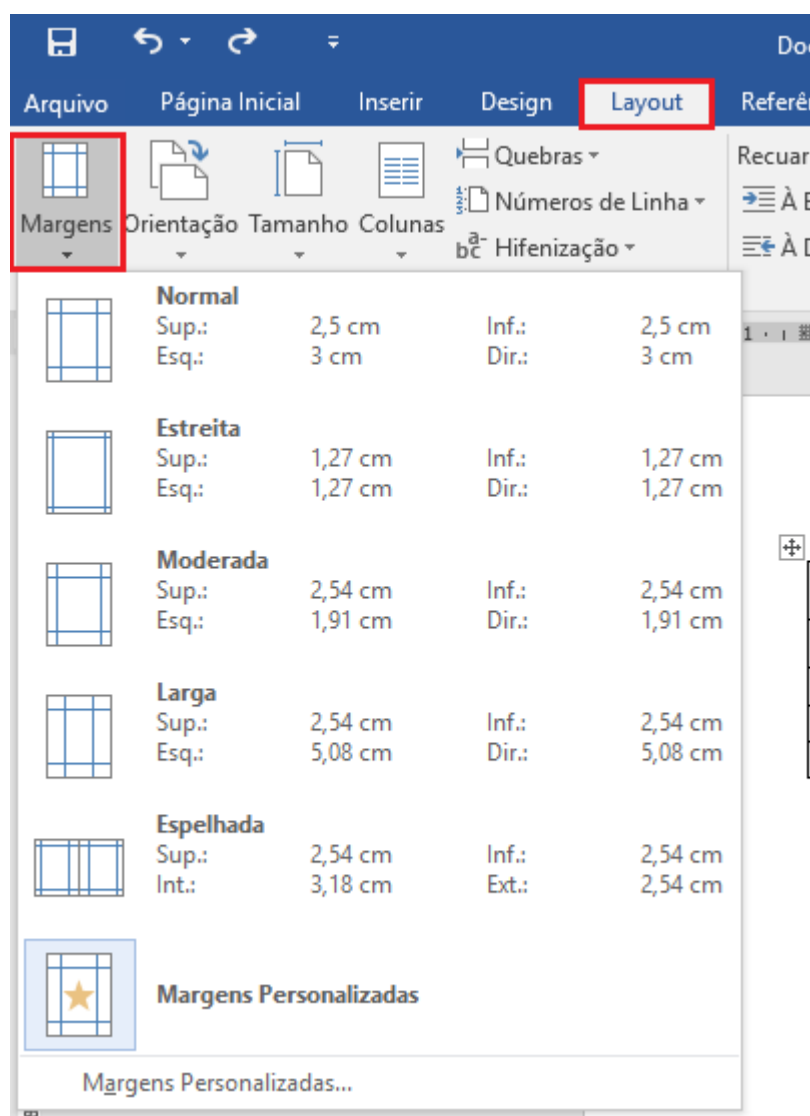 Doc
Arquivo Página Inicial Inserir Design Layout Referên
Margens Orientação Tamanho Colunas Quebras Recuar
Números de Linha À E
Hifenização À D
1
Normal
Sup.: 2,5 cm Inf.: 2,5 cm
Esq.: 3 cm Dir.: 3 cm
Estreita
Sup.: 1,27 cm Inf.: 1,27 cm
Esq.: 1,27 cm Dir.: 1,27 cm
Moderada
Sup.: 2,54 cm Inf.: 2,54 cm
Esq.: 1,91 cm Dir.: 1,91 cm
Larga
Sup.: 2,54 cm Inf.: 2,54 cm
Esq.: 5,08 cm Dir.: 5,08 cm
Espelhada
Sup.: 2,54 cm Inf.: 2,54 cm
Int.: 3,18 cm Ext.: 2,54 cm
Margens Personalizadas
Margens Personalizadas...